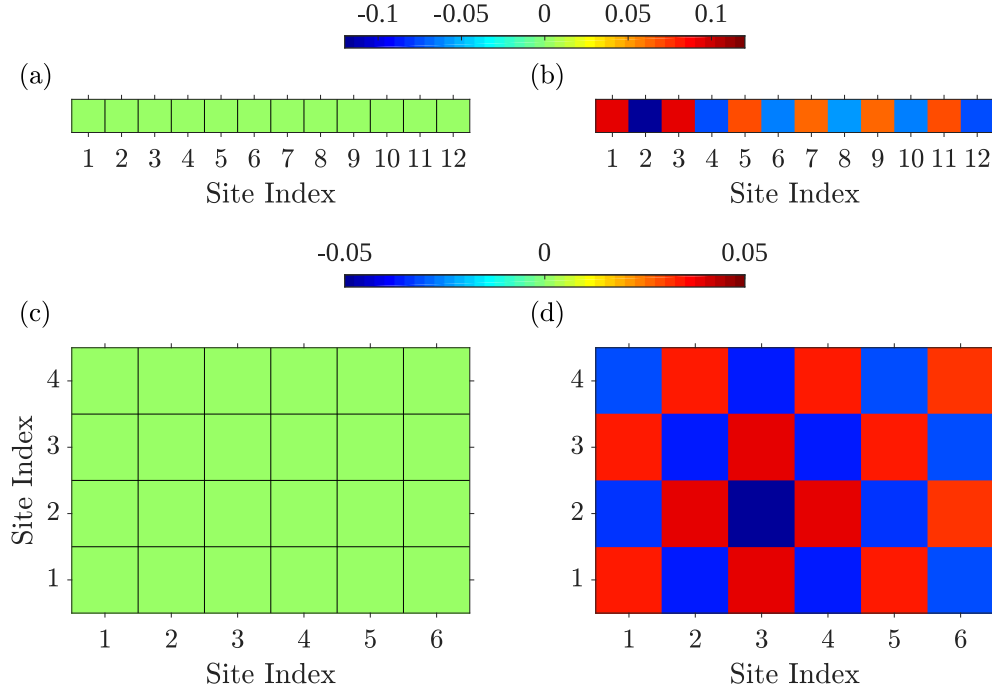 -0.1 -0.05 0 0.05 0.1
(a) (b)
1 2 3 4 5 6 7 8 9 10 11 12 1 2 3 4 5 6 7 8 9 10 11 12
Site Index Site Index
-0.05 0 0.05
(c) (d)
4 4
3 3
2 2
1 1
Site Index
1 2 3 4 5 6 1 2 3 4 5 6
Site Index Site Index